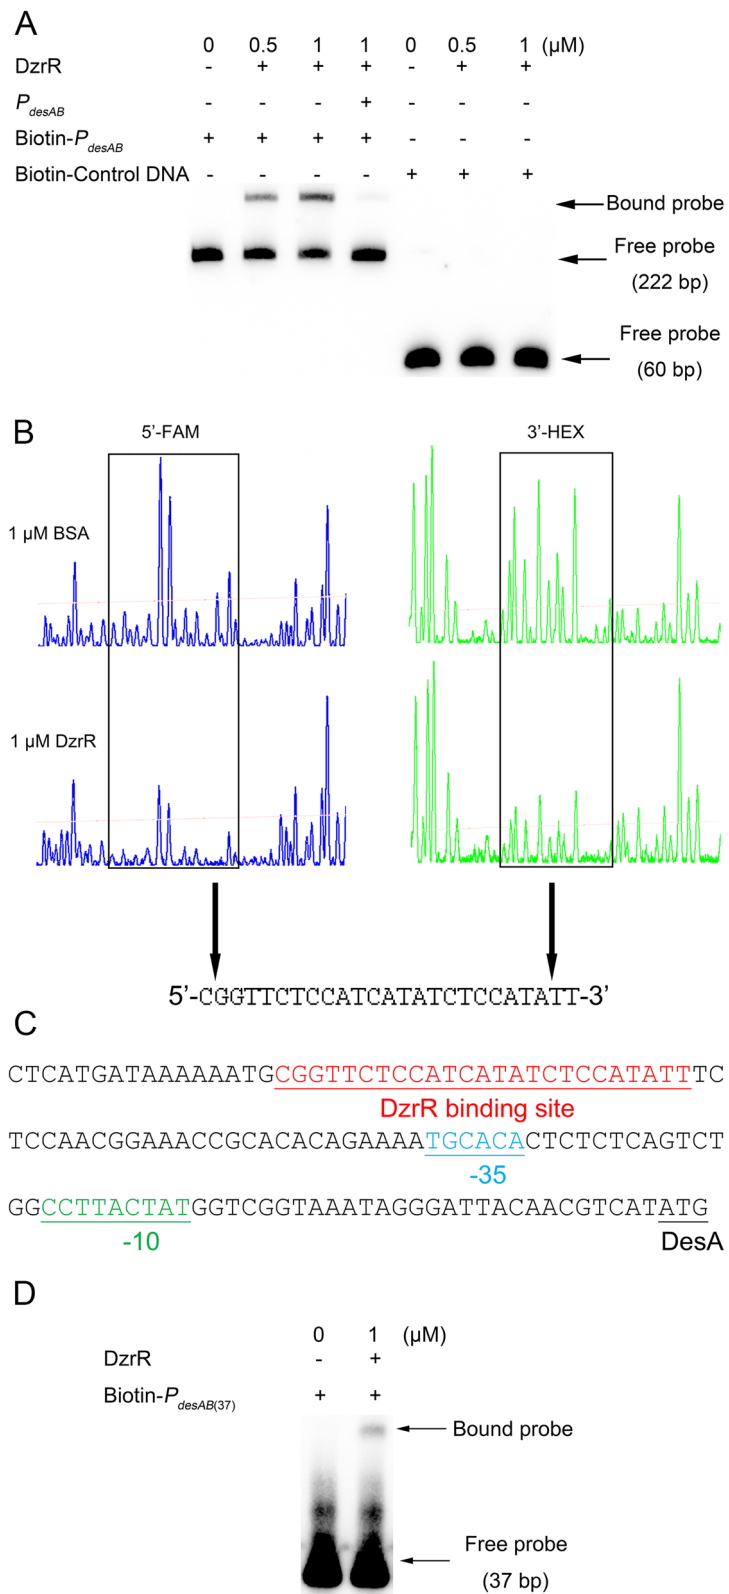 A
0 0.5 1 1 0 0.5 1 (μM)
DzrR - + + + - + +
PdesAB - - - + - - -
Biotin-PdesAB + + + + - - -
Biotin-Control DNA - - - - + + +
Bound probe
Free probe
(222 bp)
Free probe
(60 bp)
B
5’-FAM 3’-HEX
1 μM BSA
1 μM DzrR
5’-CGGTTCTCCATCATATCTCCATATT-3’
C
CTCATGATAAAAAATGCGGTTCTCCATCATATCTCCATATTTC
DzrR binding site
TCCAACGGAAACCGCACACAGAAAATGCACACTCTCTCAGTCT
-35
GGCCTTACTATGGTCGGTAAATAGGGATTACAACGTCATATG
-10 DesA
D
0 1 (μM)
DzrR - +
Biotin-PdesAB(37) + +
Bound probe
Free probe
(37 bp)